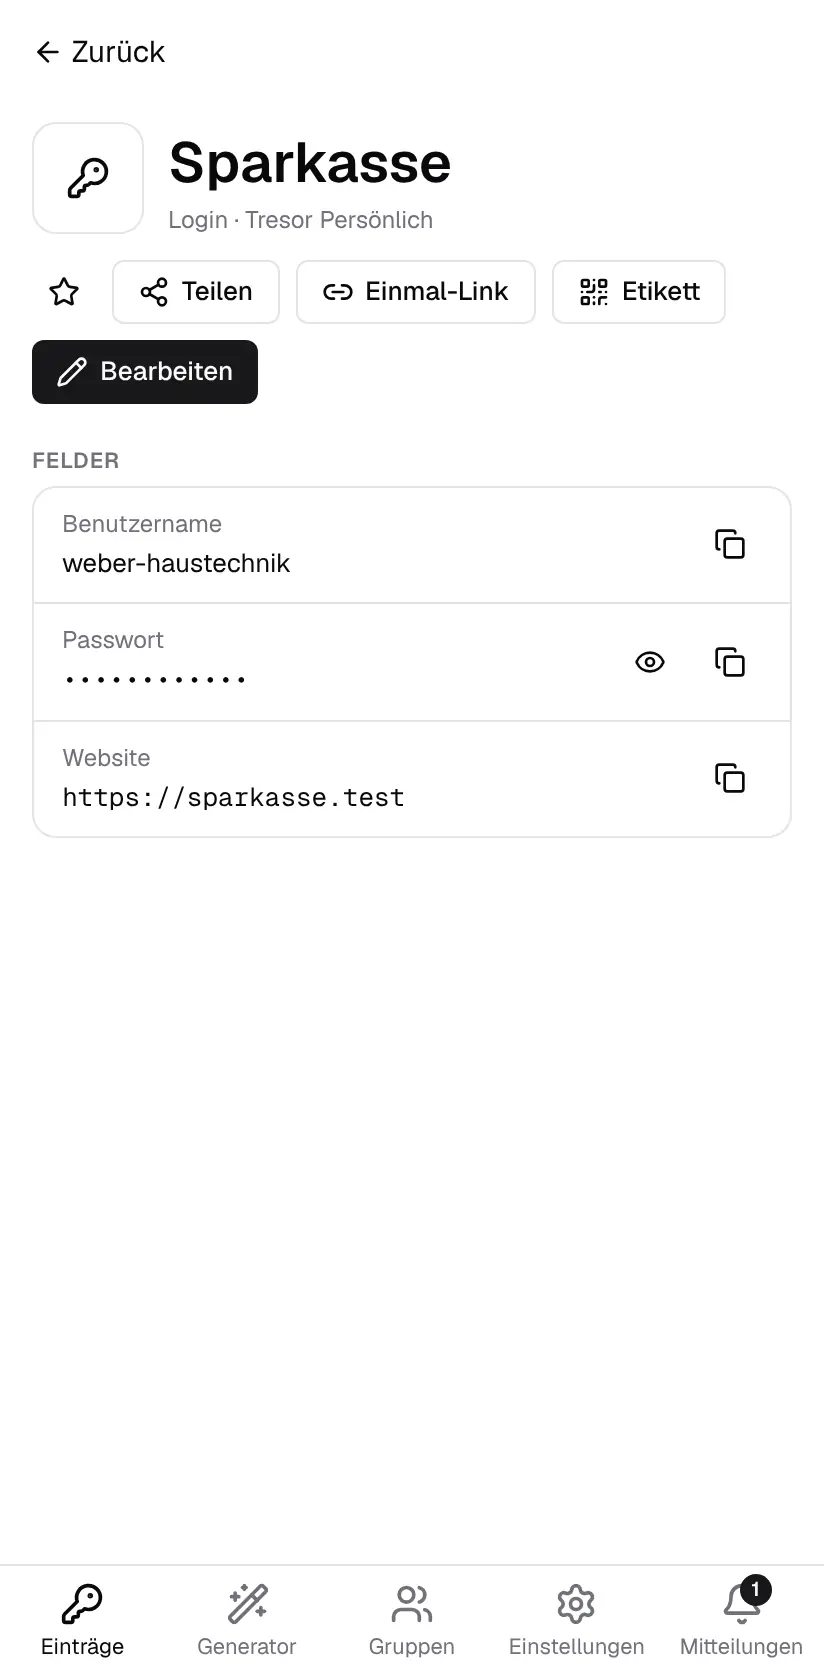 Zurück
Sparkasse
Login · Tresor Persönlich
Teilen
Einmal-Link
Etikett
Bearbeiten
FELDER
Benutzername
weber-haustechnik
Passwort
••••••••••••
Website
https://sparkasse.test
1
Einträge
Generator
Gruppen
Einstellungen
Mitteilungen